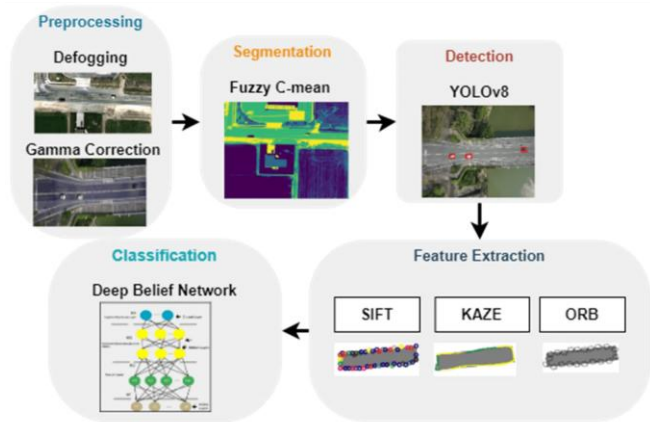 Preprocessing
Defogging
Gamma Correction
Segmentation
Fuzzy C-mean
Detection
YOLOv8
Feature Extraction
SIFT
KAZE
ORB
Classification
Deep Belief Network